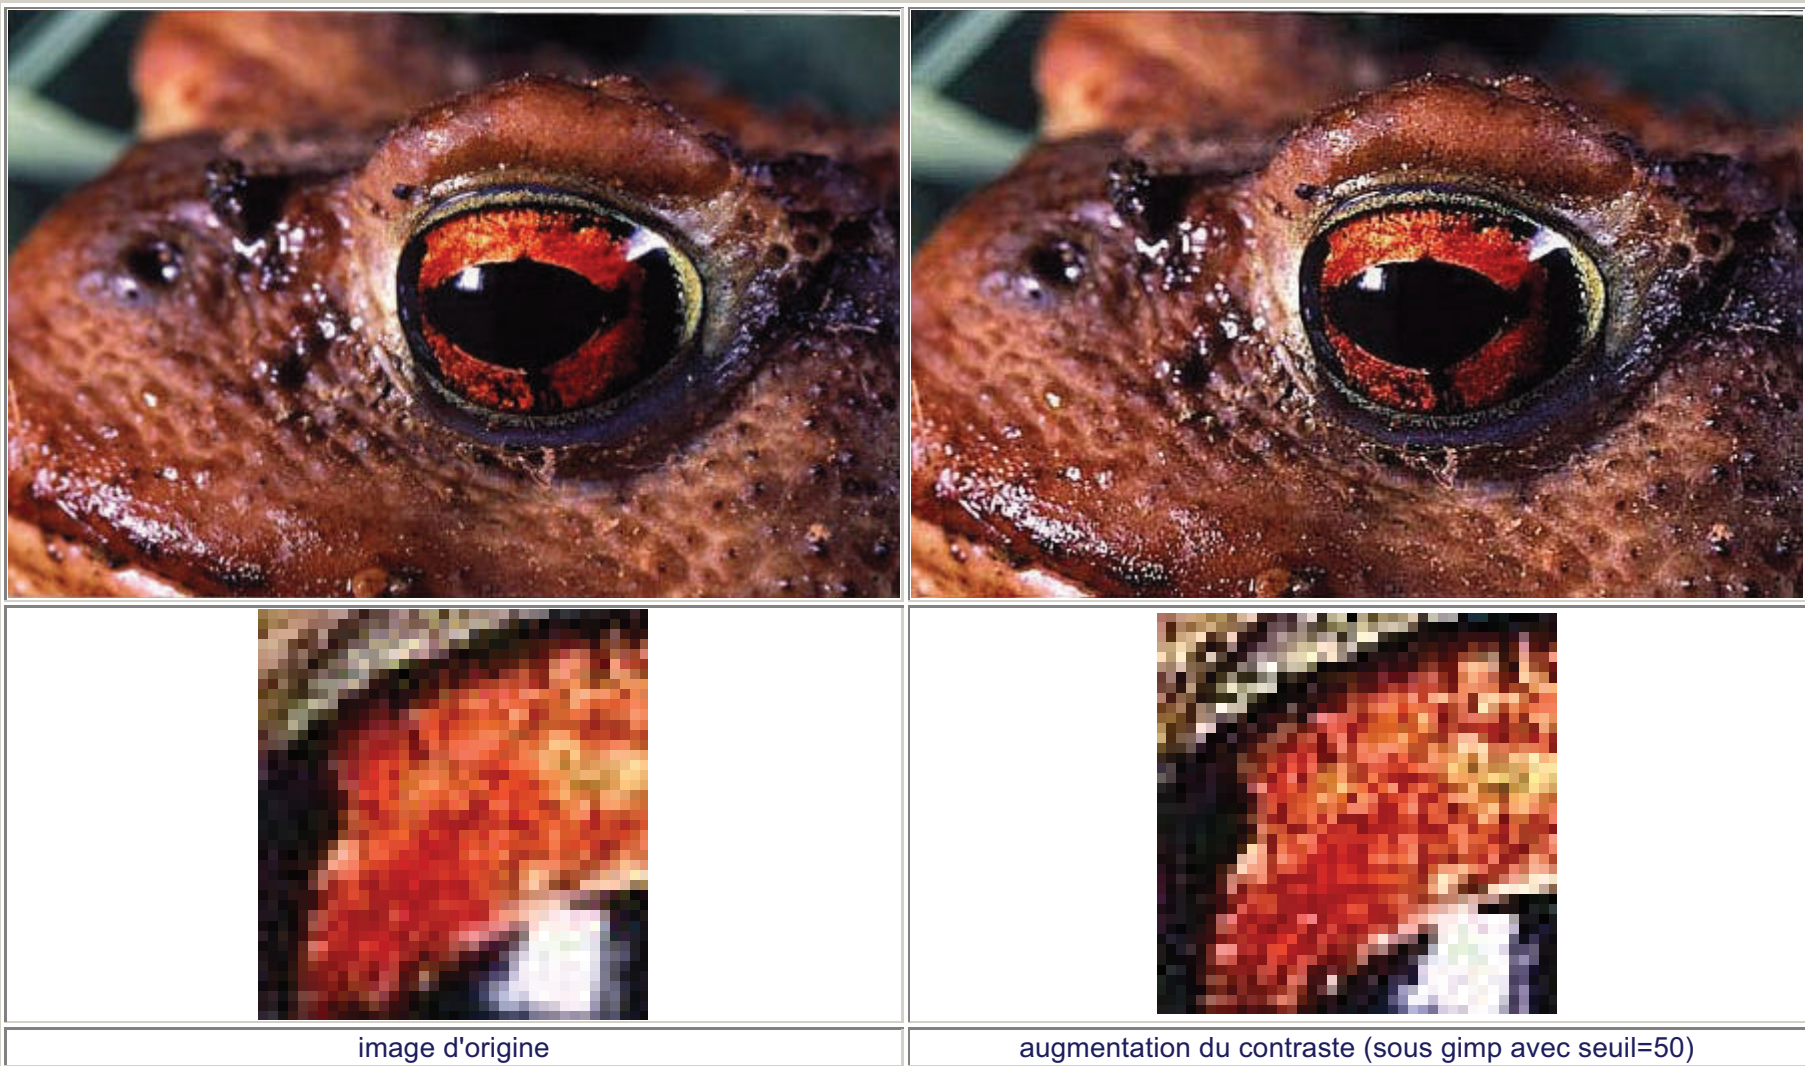 image d'origine
augmentation du contraste (sous gimp avec seuil=50)